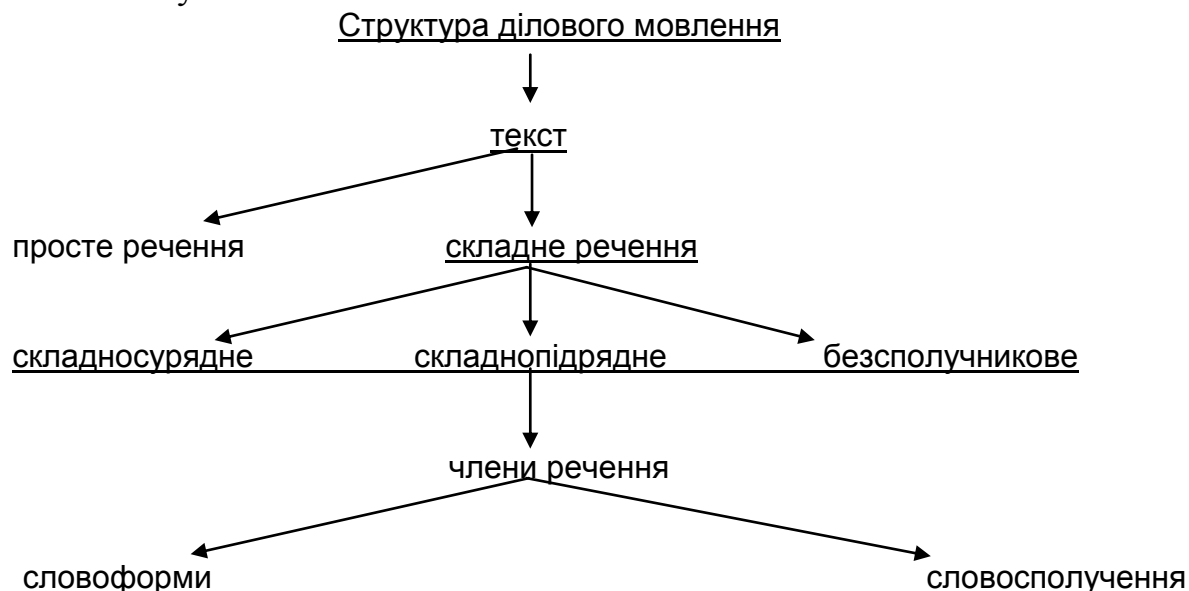 Структура ділового мовлення
текст
просте речення складне речення
складносурядне складнопідрядне безсполучникове
члени речення
словоформи словосполучення